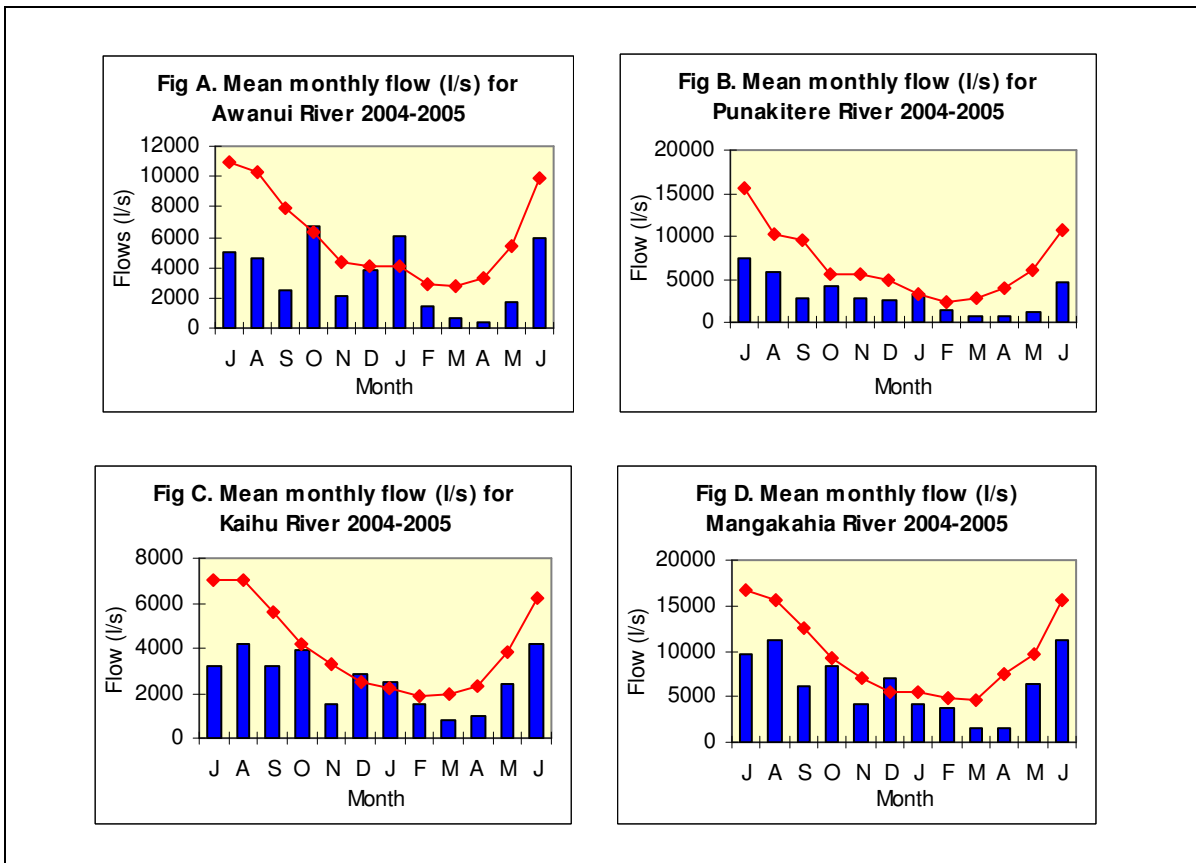 Fig A. Mean monthly flow (l/s) for
Awanui River 2004-2005
12000
10000
8000
6000
4000
2000
0
Flows (l/s)
J A S O N D J F M A M J
Month
Fig B. Mean monthly flow (l/s) for
Punakitere River 2004-2005
20000
15000
10000
5000
0
Flow (l/s)
J A S O N D J F M A M J
Month
Fig C. Mean monthly flow (l/s) for
Kaihu River 2004-2005
8000
6000
4000
2000
0
Flow (l/s)
J A S O N D J F M A M J
Month
Fig D. Mean monthly flow (l/s)
Mangakahia River 2004-2005
20000
15000
10000
5000
0
Flow (l/s)
J A S O N D J F M A M J
Month